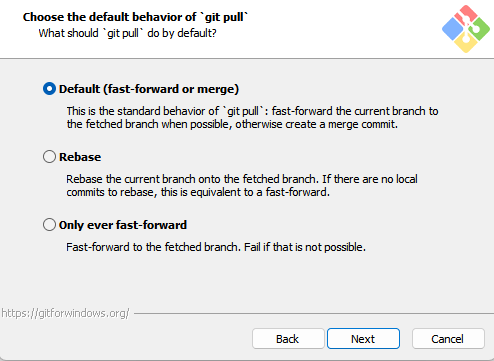 Choose the default behavior of `git pull`
What should `git pull` do by default?
Default (fast-forward or merge)
This is the standard behavior of `git pull`: fast-forward the current branch to
the fetched branch when possible, otherwise create a merge commit.
Rebase
Rebase the current branch onto the fetched branch. If there are no local
commits to rebase, this is equivalent to a fast-forward.
Only ever fast-forward
Fast-forward to the fetched branch. Fail if that is not possible.
https://gitforwindows.org/
Back Next Cancel